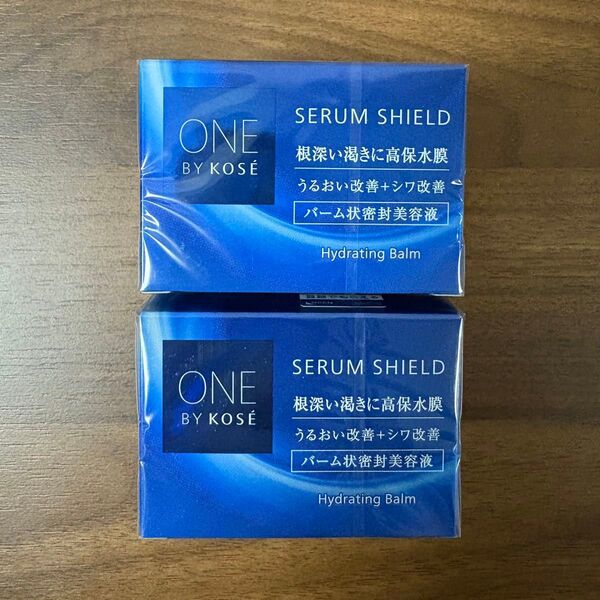 ONE
BY KOSÉ
SERUM SHIELD
根深い渇きに高保水膜
うるおい改善+シワ改善
バーム状密封美容液
Hydrating Balm
ONE
BY KOSÉ
SERUM SHIELD
根深い渇きに高保水膜
うるおい改善+シワ改善
バーム状密封美容液
Hydrating Balm